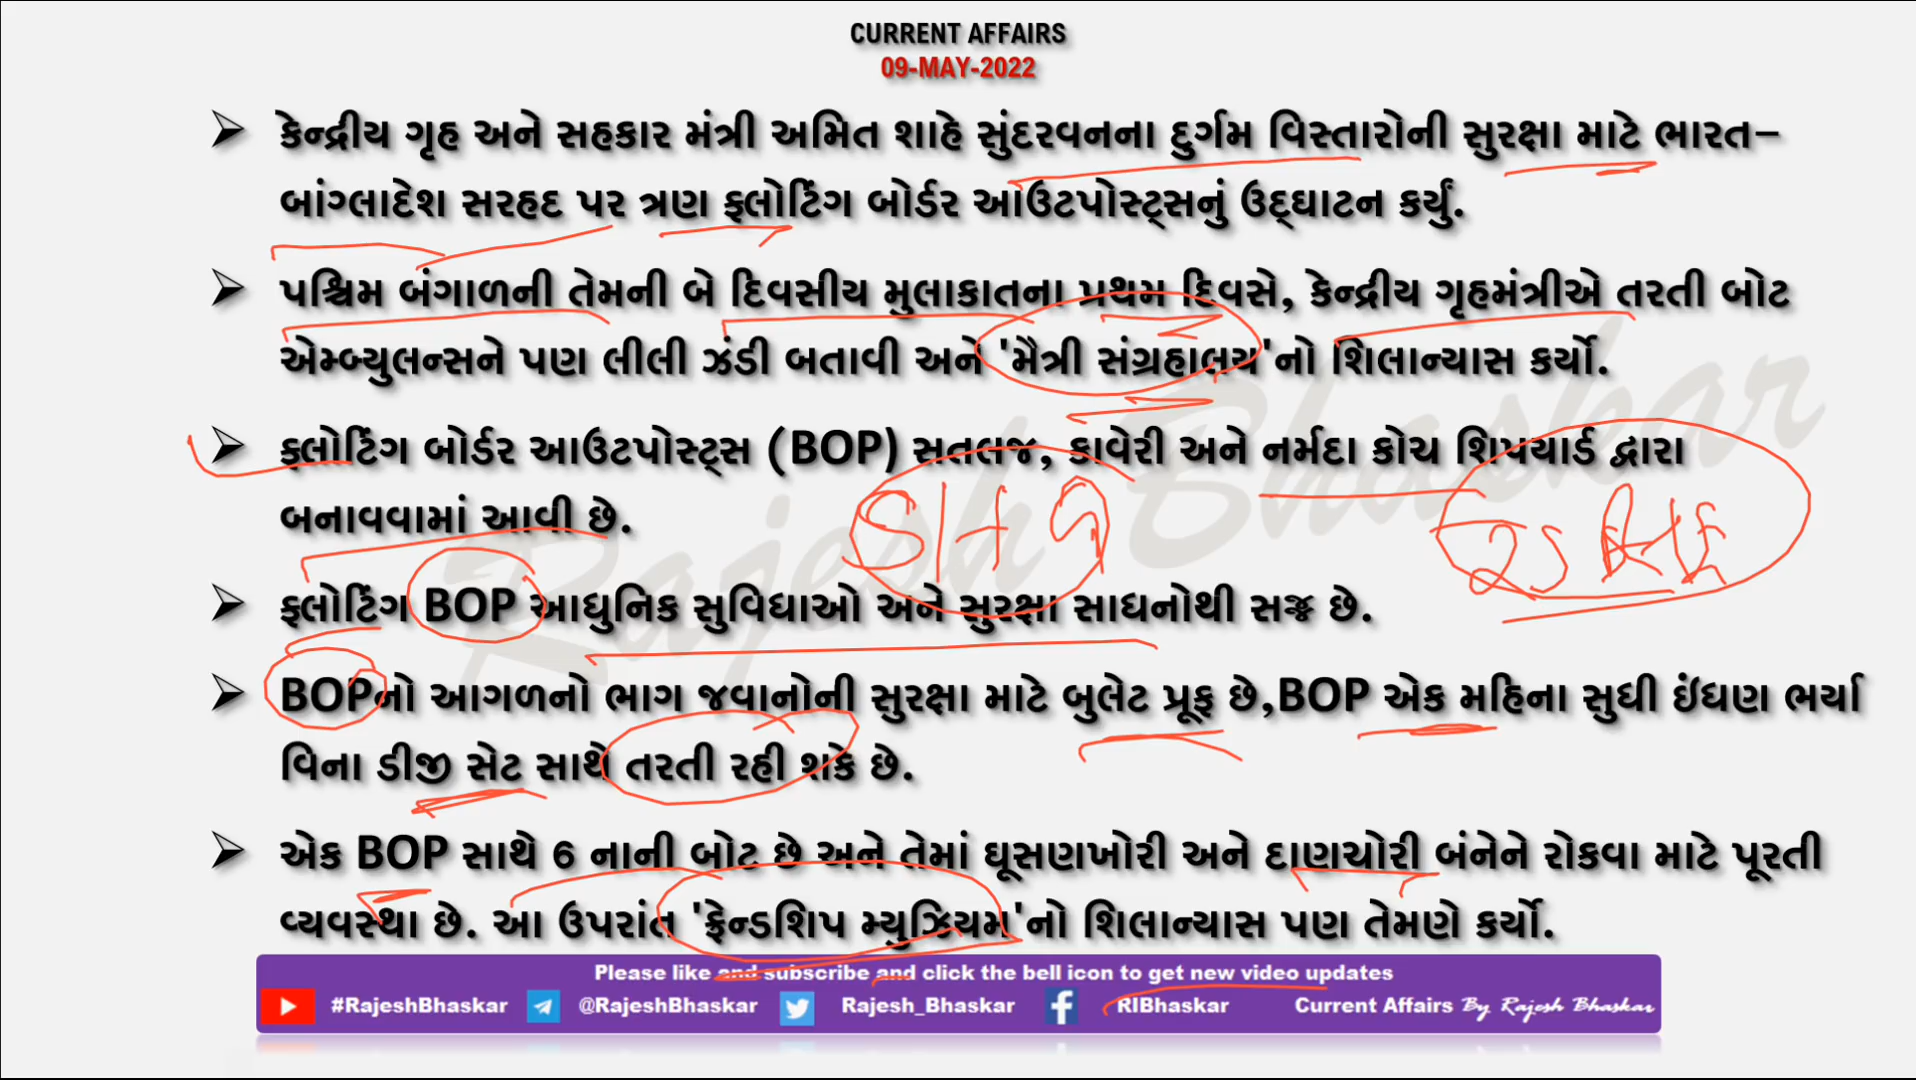 CURRENT AFFAIRS
09-MAY-2022
➢ કેન્દ્રીય ગૃહ અને સહકાર મંત્રી અમિત શાહે સુંદરવનના દુર્ગમ વિસ્તારોની સુરક્ષા માટે ભારત–
બાંગ્લાદેશ સરહદ પર ત્રણ ફ્લોટિંગ બોર્ડર આઉટપોસ્ટ્સનું ઉદ્ઘાટન કર્યું.
➢ પશ્ચિમ બંગાળની તેમની બે દિવસીય મુલાકાતના પ્રથમ દિવસે, કેન્દ્રીય ગૃહમંત્રીએ તરતી બોટ
એમ્બ્યુલન્સને પણ લીલી ઝંડી બતાવી અને 'મૈત્રી સંગ્રહાલય'નો શિલાન્યાસ કર્યો.
➢ ફ્લોટિંગ બોર્ડર આઉટપોસ્ટ્સ (BOP) સતલજ, કાવેરી અને નર્મદા કોચ શિપયાર્ડ દ્વારા
બનાવવામાં આવી છે.
➢ ફ્લોટિંગ BOP આધુનિક સુવિધાઓ અને સુરક્ષા સાધનોથી સજ્જ છે.
➢ BOPનો આગળનો ભાગ જવાનોની સુરક્ષા માટે બુલેટ પ્રૂફ છે,BOP એક મહિના સુધી ઈંધણ ભર્યા
વિના ડીજી સેટ સાથે તરતી રહી શકે છે.
➢ એક BOP સાથે 6 નાની બોટ છે અને તેમાં ઘૂસણખોરી અને દાણચોરી બંનેને રોકવા માટે પૂરતી
વ્યવસ્થા છે. આ ઉપરાંત 'ફ્રેન્ડશિપ મ્યુઝિયમ'નો શિલાન્યાસ પણ તેમણે કર્યો.
Rajesh Bhaskar
Please like and subscribe and click the bell icon to get new video updates
#RajeshBhaskar @RajeshBhaskar Rajesh_Bhaskar RIBhaskar Current Affairs By Rajesh Bhaskar